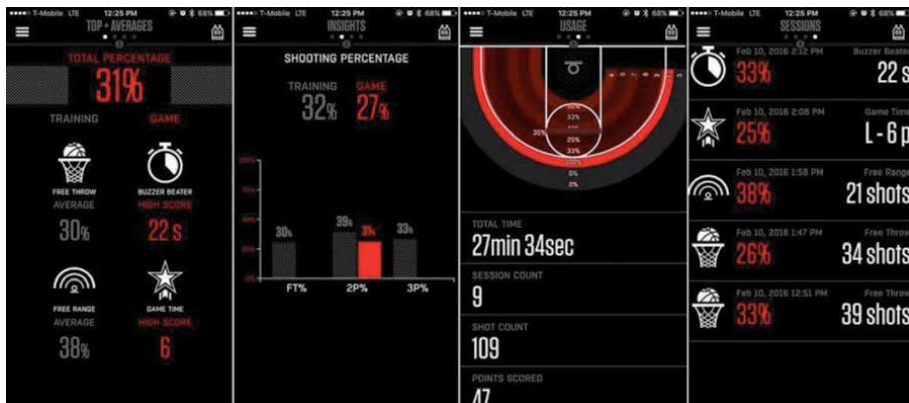 T-Mobile LTE 12:25 PM 68%
TOP + AVERAGES
TOTAL PERCENTAGE
31%
TRAINING GAME
FREE THROW BUZZER BEATER
AVERAGE HIGH SCORE
30% 22 s
FREE RANGE GAME TIME
AVERAGE HIGH SCORE
38% 6
T-Mobile LTE 12:25 PM 68%
INSIGHTS
SHOOTING PERCENTAGE
TRAINING GAME
32% 27%
30% 39% 31% 33%
FT% 2P% 3P%
T-Mobile LTE 12:25 PM 68%
USAGE
33%
30%
25%
33%
100%
0%
0%
TOTAL TIME
27min 34sec
SESSION COUNT
9
SHOT COUNT
109
POINTS SCORED
47
T-Mobile LTE 12:25 PM 68%
SESSIONS
Feb 10, 2016 2:12 PM Buzzer Beater
33% 22 s
Feb 10, 2016 2:08 PM Game Time
25% L - 6 p
Feb 10, 2016 1:58 PM Free Range
38% 21 shots
Feb 10, 2016 1:47 PM Free Throw
26% 34 shots
Feb 10, 2016 12:51 PM Free Throw
33% 39 shots